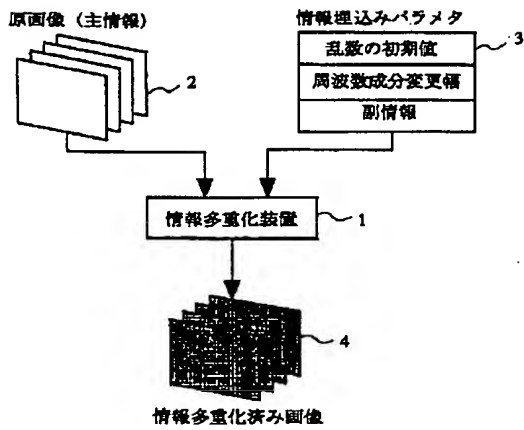 原画像（主情報）
2
情報埋込みパラメタ
乱数の初期値
周波数成分変更幅
副情報
3
情報多重化装置
1
4
情報多重化済み画像